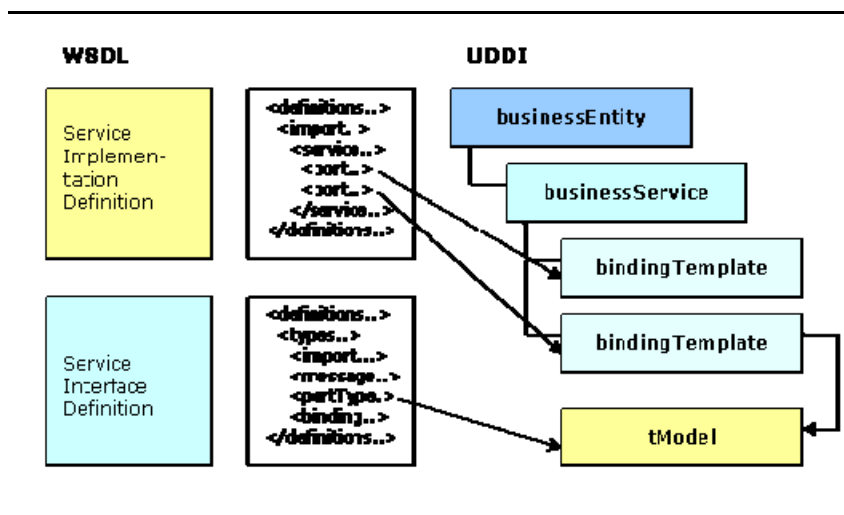 WSDL
UDDI
Service
Implemen-
tation
Definition
<definitions..>
<import. >
<service..>
<port..>
<port..>
</service..>
</definitions..>
businessEntity
businessService
bindingTemplate
bindingTemplate
tModel
Service
Interface
Definition
<definitions..>
<types..>
<import...>
<message..>
<portType.>
<binding..>
</definitions..>